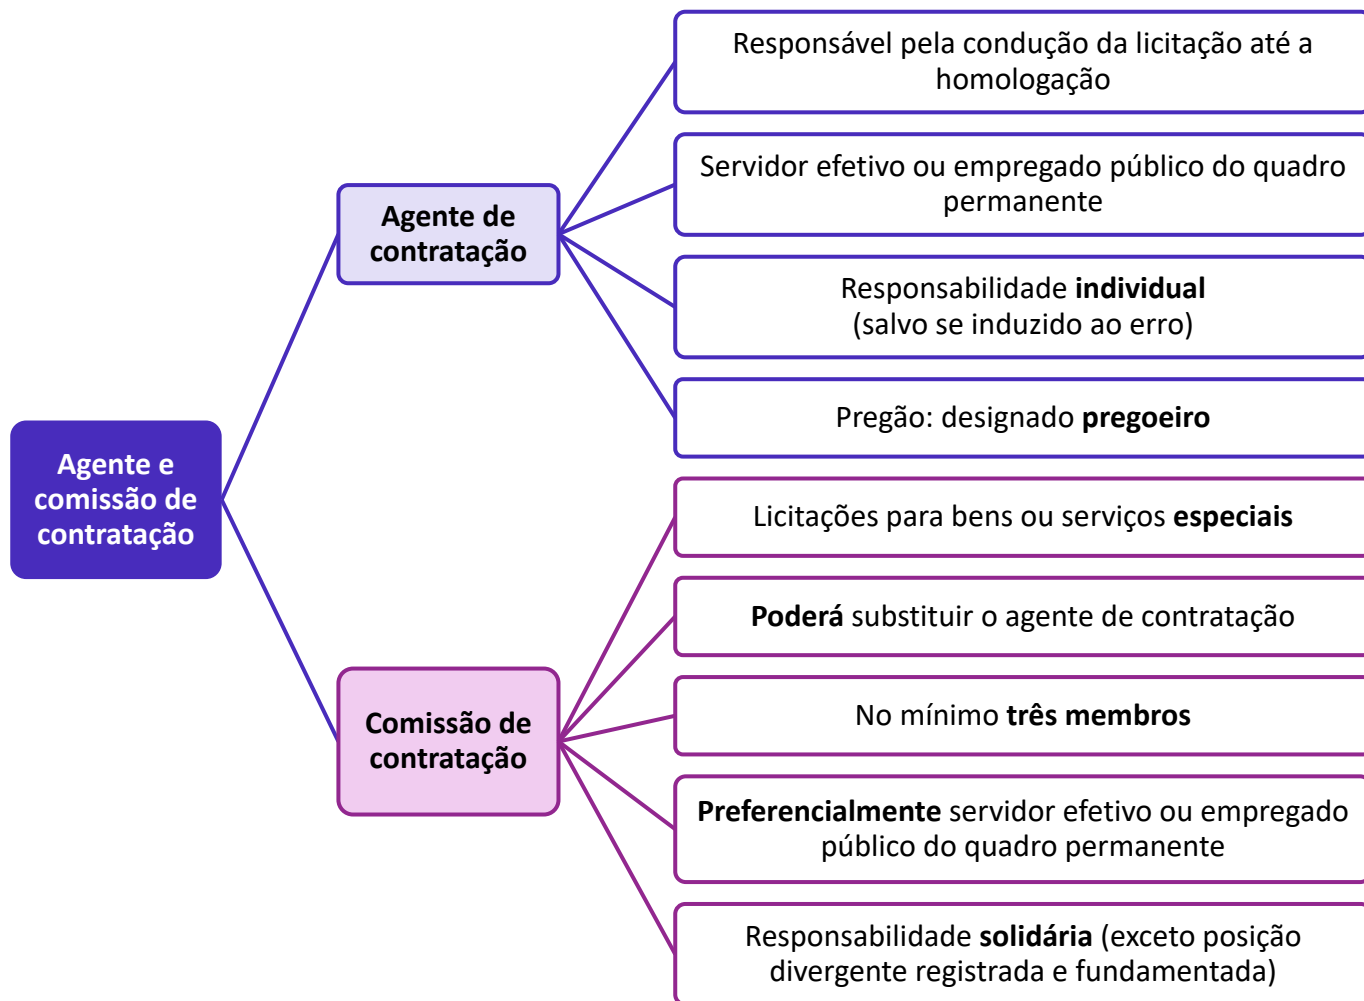 Agente e
comissão de
contratação
Agente de
contratação
Responsável pela condução da licitação até a
homologação
Servidor efetivo ou empregado público do quadro
permanente
Responsabilidade individual
(salvo se induzido ao erro)
Pregão: designado pregoeiro
Comissão de
contratação
Licitações para bens ou serviços especiais
Poderá substituir o agente de contratação
No mínimo três membros
Preferencialmente servidor efetivo ou empregado
público do quadro permanente
Responsabilidade solidária (exceto posição
divergente registrada e fundamentada)